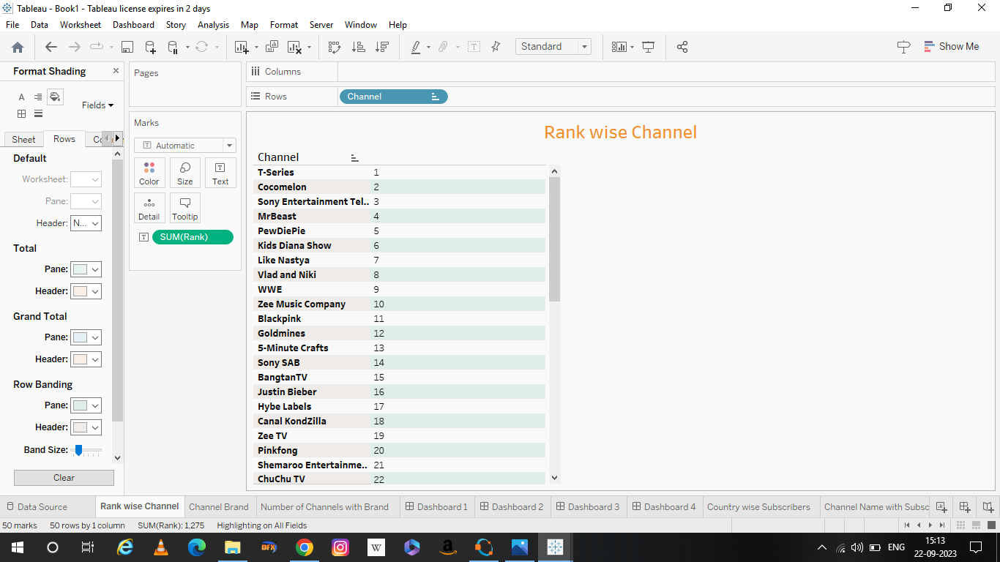 Tableau - Book1 - Tableau license expires in 2 days
File Data Worksheet Dashboard Story Analysis Map Format Server Window Help
Standard
Show Me
Format Shading
Fields
Sheet Rows
Default
Worksheet:
Pane:
Header: N...
Total
Pane:
Header:
Grand Total
Pane:
Header:
Row Banding
Pane:
Header:
Band Size:
Clear
Pages
Marks
T Automatic
Color Size Text
Detail Tooltip
T SUM(Rank)
Columns
Rows Channel
Rank wise Channel
Channel
T-Series 1
Cocomelon 2
Sony Entertainment Tel.. 3
MrBeast 4
PewDiePie 5
Kids Diana Show 6
Like Nastya 7
Vlad and Niki 8
WWE 9
Zee Music Company 10
Blackpink 11
Goldmines 12
5-Minute Crafts 13
Sony SAB 14
BangtanTV 15
Justin Bieber 16
Hybe Labels 17
Canal KondZilla 18
Zee TV 19
Pinkfong 20
Shemaroo Entertainme.. 21
ChuChu TV 22
Data Source Rank wise Channel Channel Brand Number of Channels with Brand Dashboard 1 Dashboard 2 Dashboard 3 Dashboard 4 Country wise Subscribers Channel Name with Subsc
50 marks 50 rows by 1 column SUM(Rank): 1,275 Highlighting on All Fields
DFX W a ENG 15:13
22-09-2023